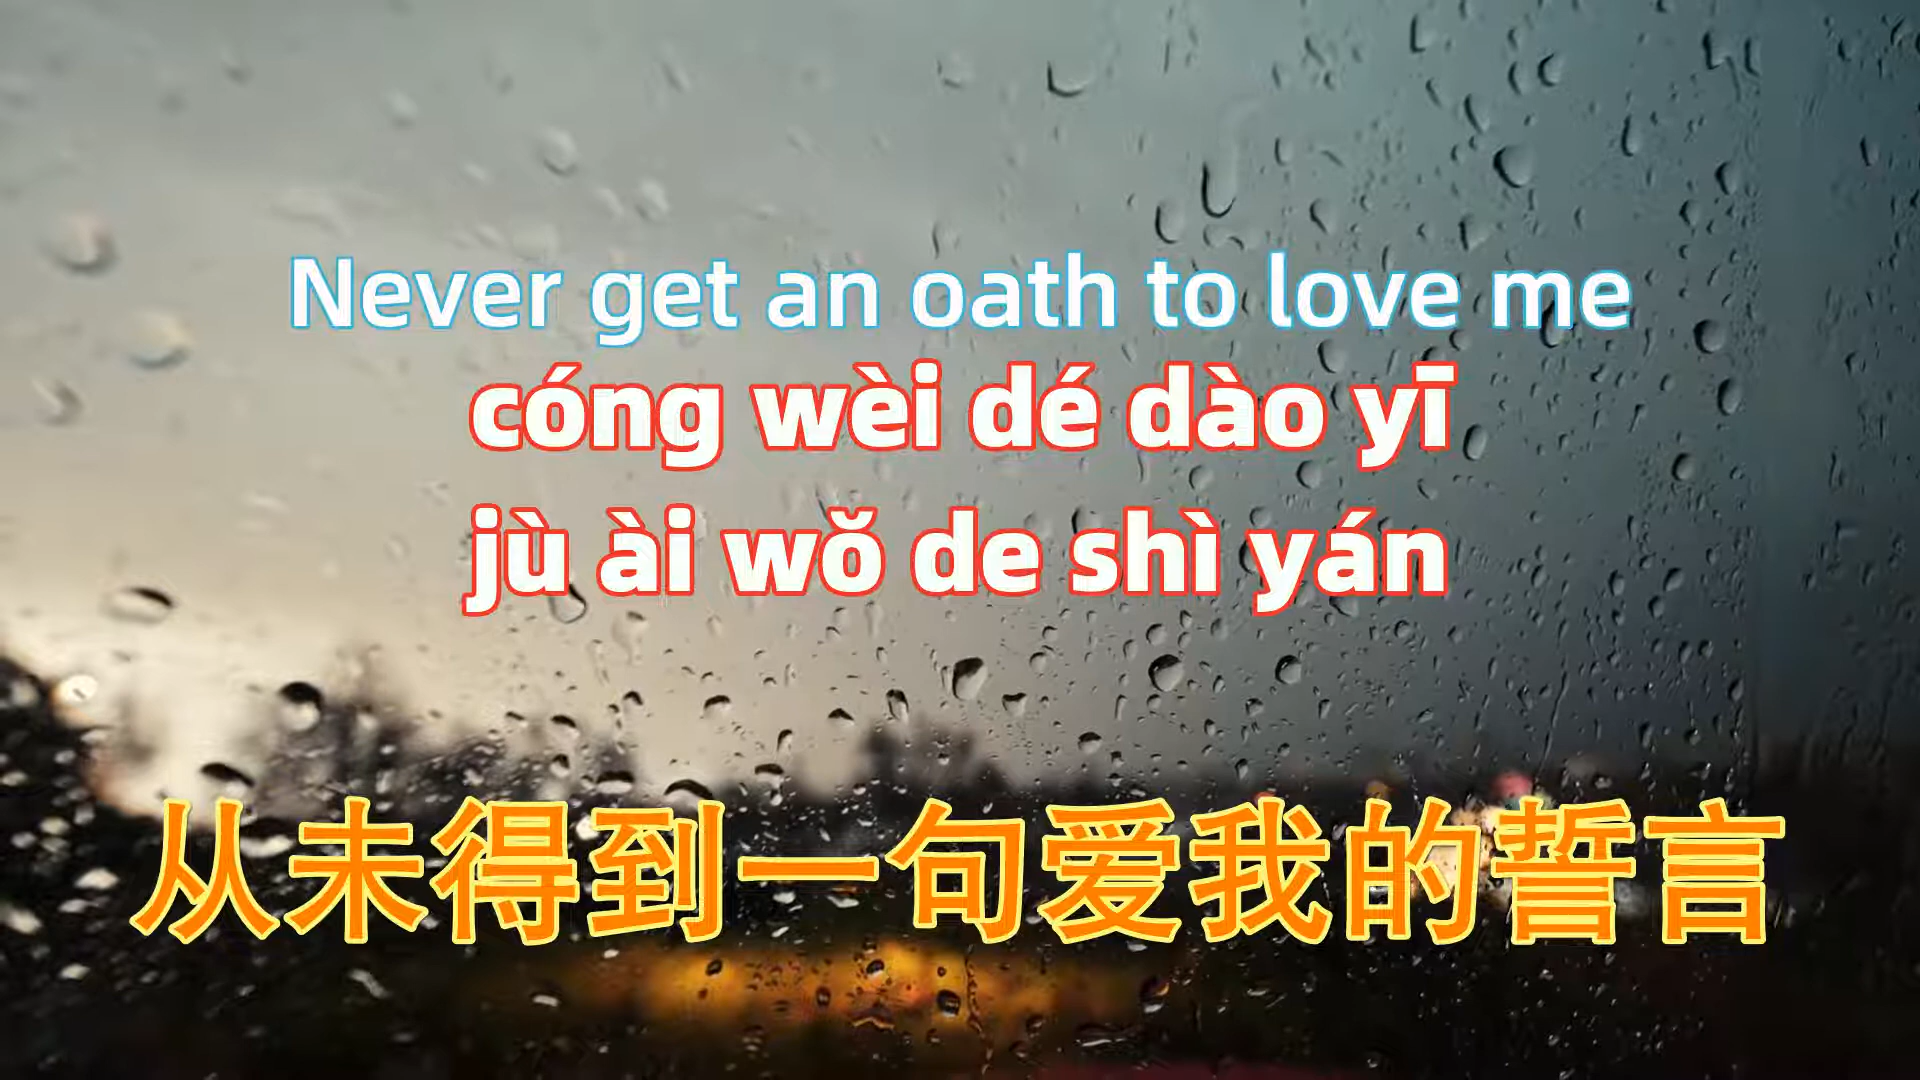 Never get an oath to love me
cóng wèi dé dào yī
jù ài wǒ de shì yán
从未得到一句爱我的誓言